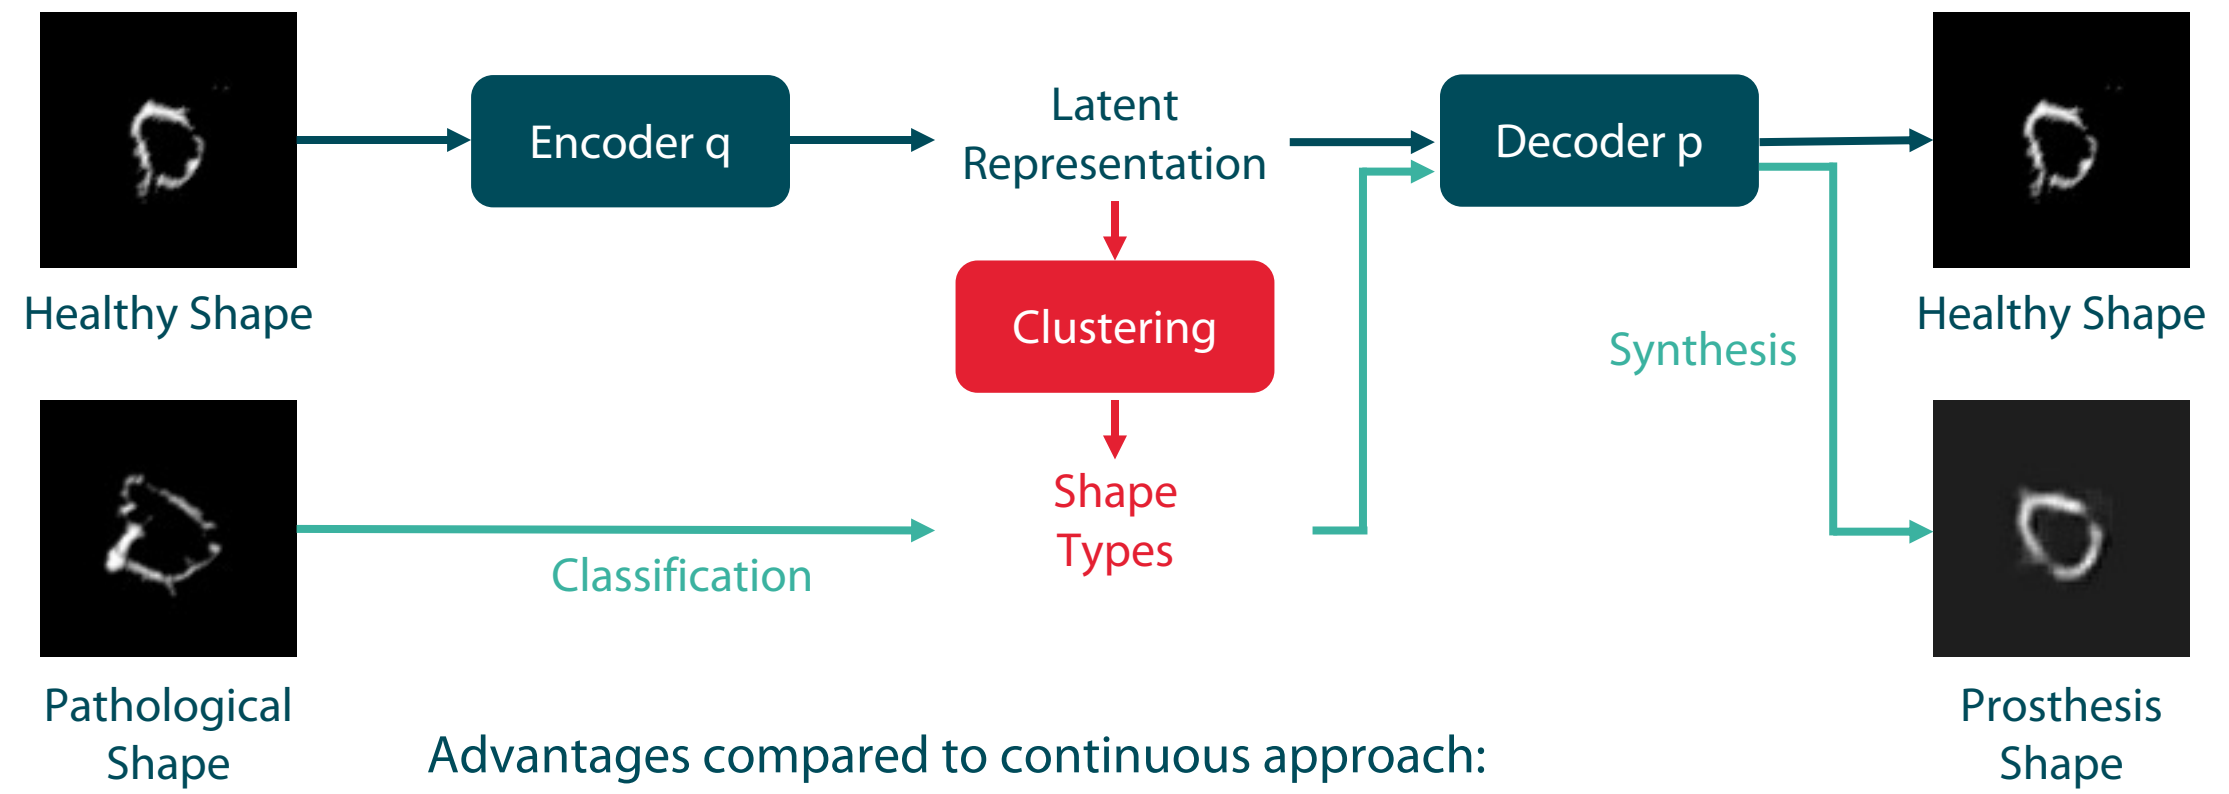 Encoder q
Latent
Representation
Decoder p
Healthy Shape
Clustering
Healthy Shape
Synthesis
Shape
Types
Classification
Pathological
Shape
Prosthesis
Shape
Advantages compared to continuous approach: